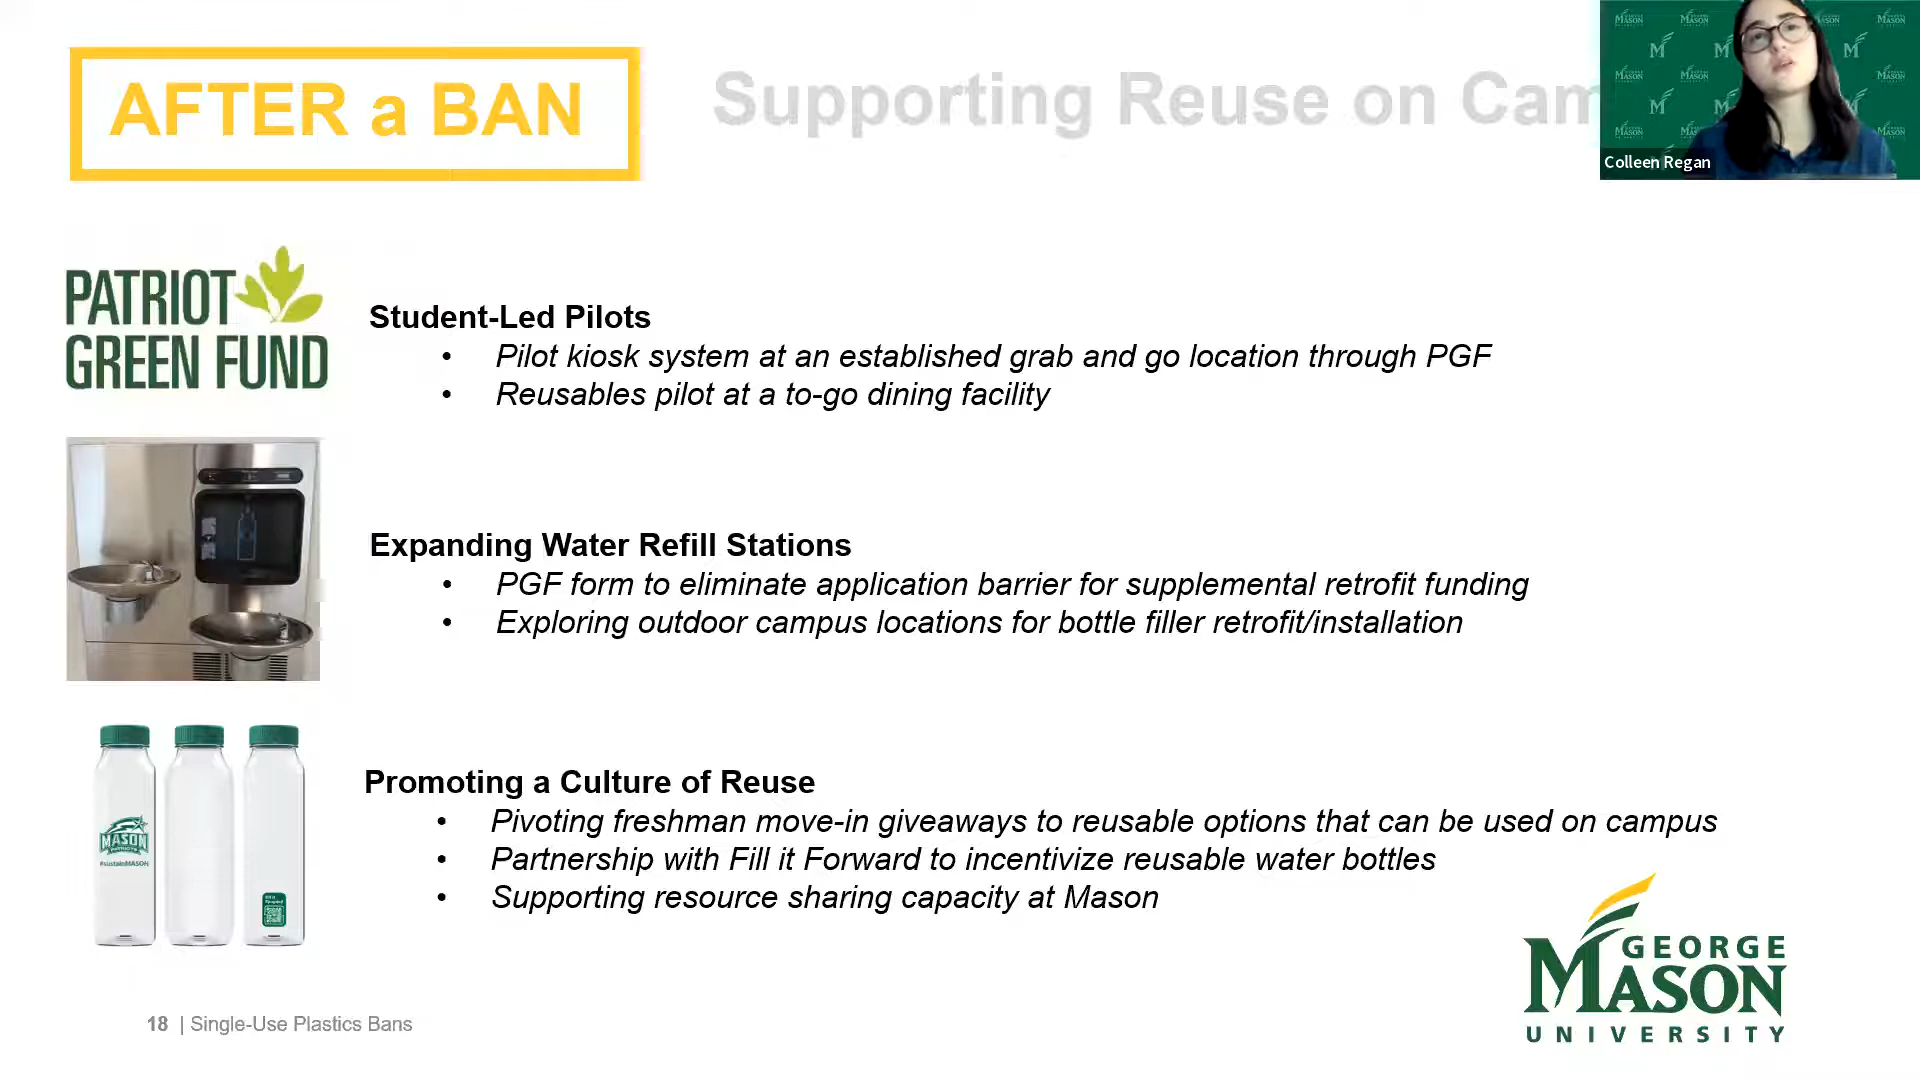 AFTER a BAN
Supporting Reuse on Cam
Colleen Regan
PATRIOT
GREEN FUND
Student-Led Pilots
• Pilot kiosk system at an established grab and go location through PGF
• Reusables pilot at a to-go dining facility
Expanding Water Refill Stations
• PGF form to eliminate application barrier for supplemental retrofit funding
• Exploring outdoor campus locations for bottle filler retrofit/installation
MASON
PATRIOTS
#sustainMASON
Promoting a Culture of Reuse
• Pivoting freshman move-in giveaways to reusable options that can be used on campus
• Partnership with Fill it Forward to incentivize reusable water bottles
• Supporting resource sharing capacity at Mason
GEORGE
MASON
UNIVERSITY
18 | Single-Use Plastics Bans